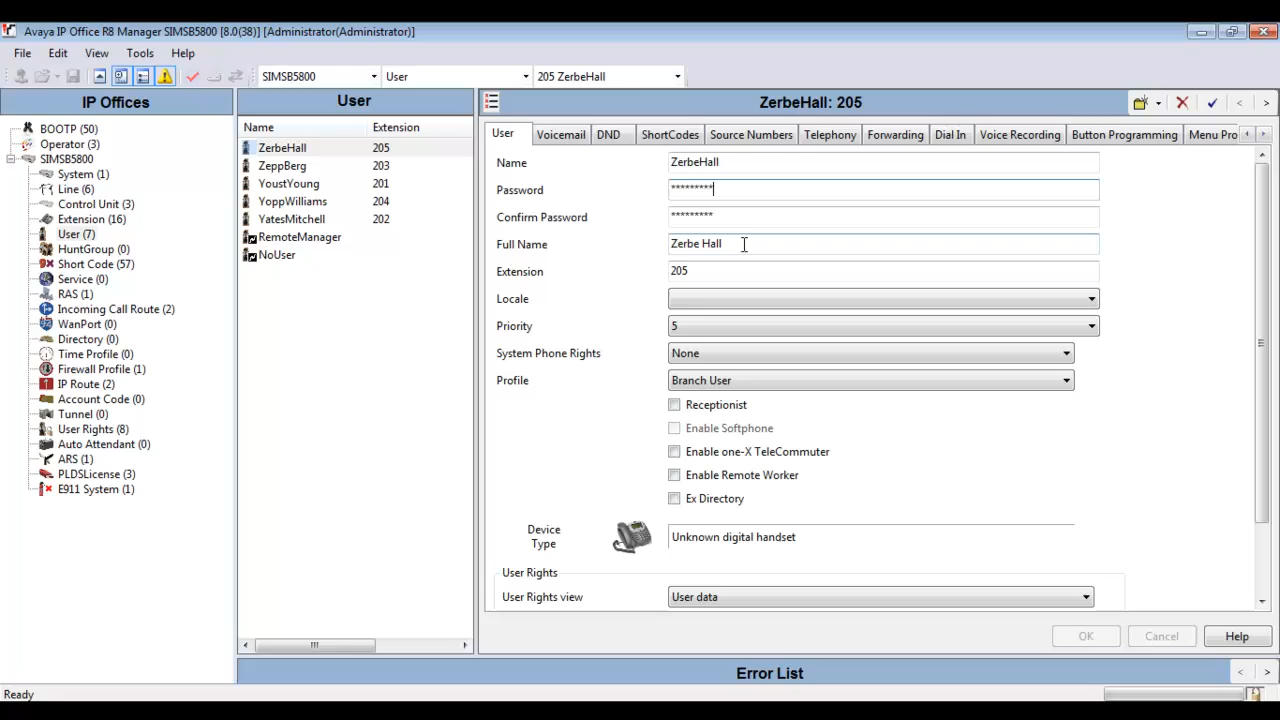 Avaya IP Office R8 Manager SIMSB5800 [8.0(38)] [Administrator(Administrator)]
File Edit View Tools Help
SIMSB5800 User 205 ZerbeHall
IP Offices
BOOTP (50)
Operator (3)
SIMSB5800
System (1)
Line (6)
Control Unit (3)
Extension (16)
User (7)
HuntGroup (0)
Short Code (57)
Service (0)
RAS (1)
Incoming Call Route (2)
WanPort (0)
Directory (0)
Time Profile (0)
Firewall Profile (1)
IP Route (2)
Account Code (0)
Tunnel (0)
User Rights (8)
Auto Attendant (0)
ARS (1)
PLDSLicense (3)
E911 System (1)
User
Name Extension
ZerbeHall 205
ZeppBerg 203
YoustYoung 201
YoppWilliams 204
YatesMitchell 202
RemoteManager
NoUser
ZerbeHall: 205
User Voicemail DND ShortCodes Source Numbers Telephony Forwarding Dial In Voice Recording Button Programming Menu Pro
Name ZerbeHall
Password *********
Confirm Password *********
Full Name Zerbe Hall
Extension 205
Locale
Priority 5
System Phone Rights None
Profile Branch User
Receptionist
Enable Softphone
Enable one-X TeleCommuter
Enable Remote Worker
Ex Directory
Device
Type
Unknown digital handset
User Rights
User Rights view User data
OK Cancel Help
Error List
Ready